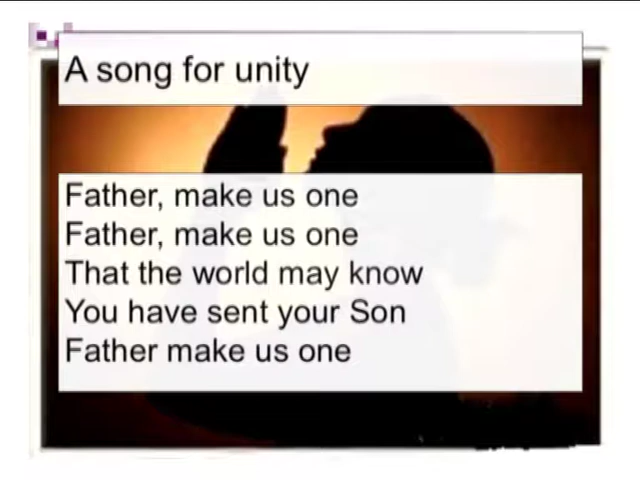 A song for unity
Father, make us one
Father, make us one
That the world may know
You have sent your Son
Father make us one